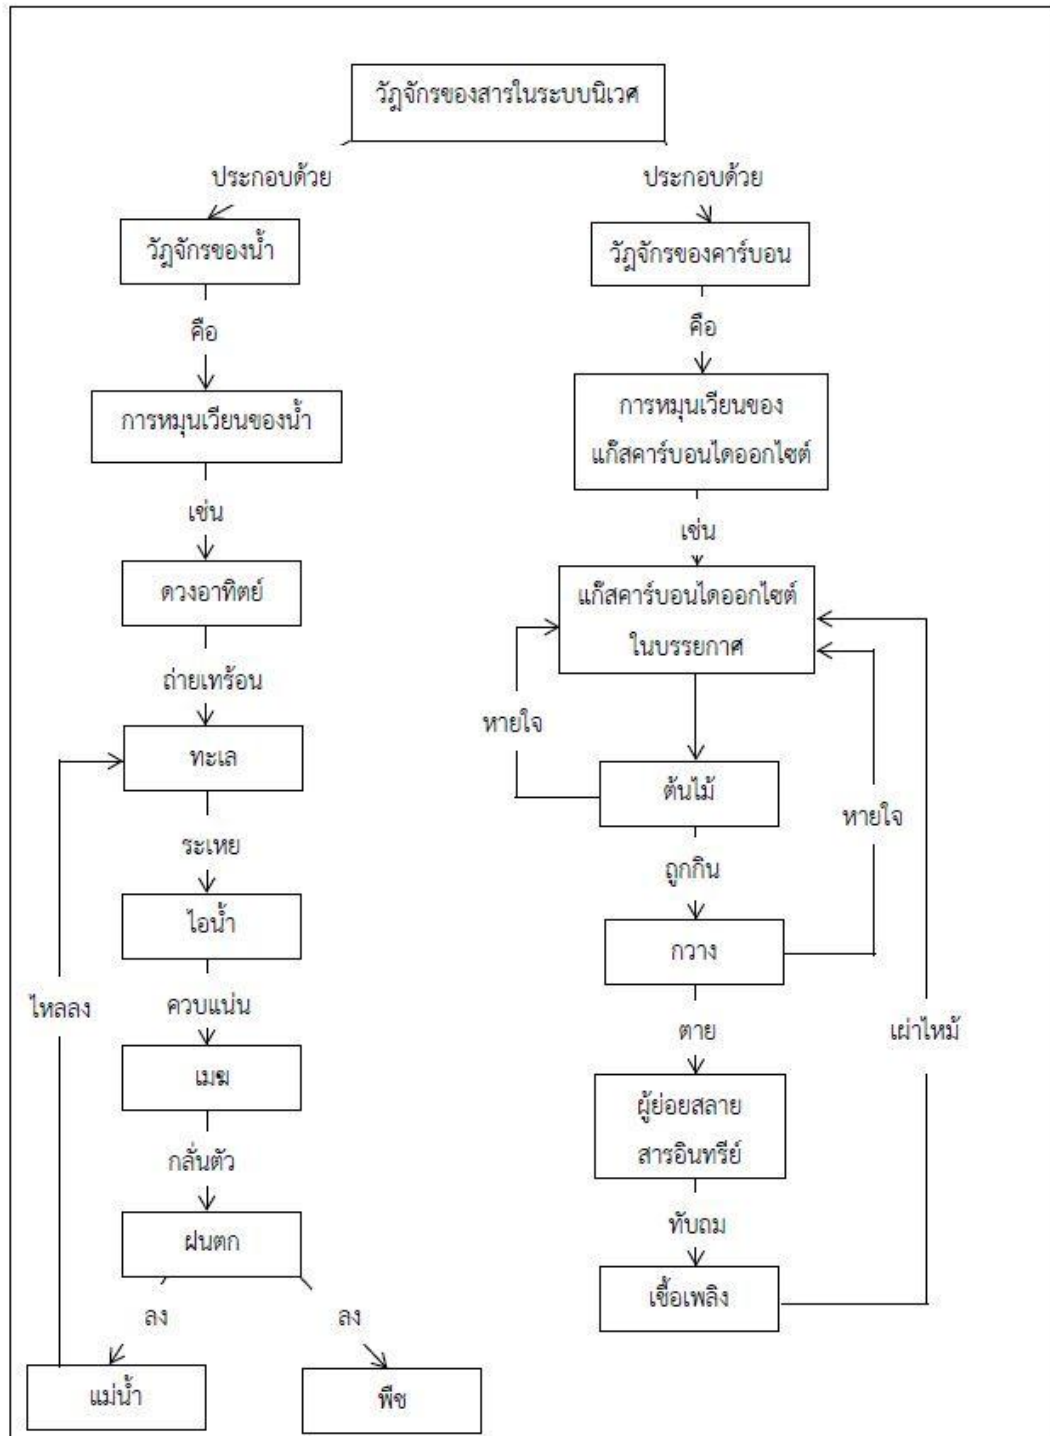 วัฎจักรของสารในระบบนิเวศ
ประกอบด้วย
ประกอบด้วย
วัฎจักรของน้ำ
วัฎจักรของคาร์บอน
คือ
คือ
การหมุนเวียนของน้ำ
การหมุนเวียนของ
แก๊สคาร์บอนไดออกไซต์
เช่น
เช่น
ดวงอาทิตย์
แก๊สคาร์บอนไดออกไซต์
ในบรรยกาศ
ถ่ายเทร้อน
หายใจ
ทะเล
ต้นไม้
หายใจ
ระเหย
ถูกกิน
ไอน้ำ
กวาง
ไหลลง
ควบแน่น
ตาย
เผ่าไหม้
เมฆ
ผู้ย่อยสลาย
สารอินทรีย์
กลั่นตัว
ทับถม
ฝนตก
เชื้อเพลิง
ลง
ลง
แม่น้ำ
พืช